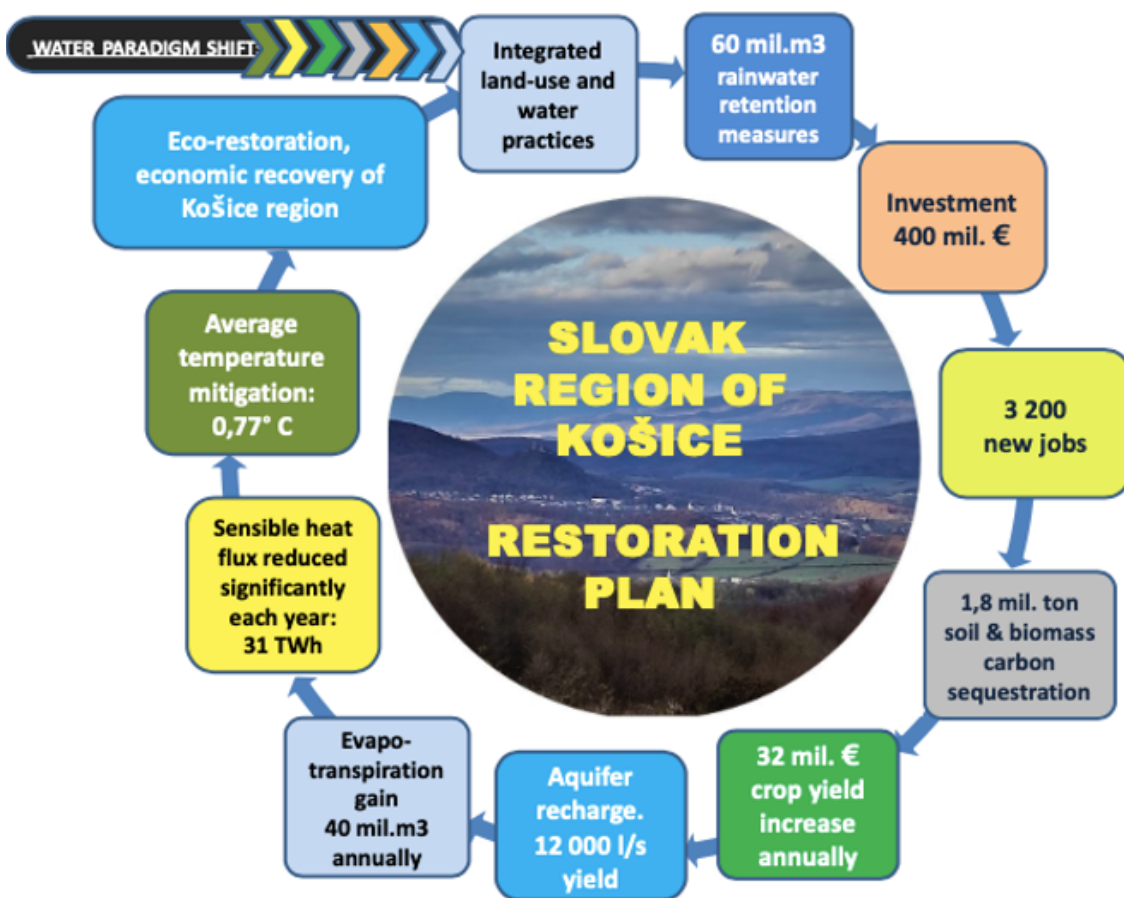 WATER PARADIGM SHIFT
Integrated
land-use and
water
practices
60 mil.m3
rainwater
retention
measures
Investment
400 mil. €
3 200
new jobs
1,8 mil. ton
soil & biomass
carbon
sequestration
32 mil. €
crop yield
increase
annually
Aquifer
recharge.
12 000 l/s
yield
Evapo-
transpiration
gain
40 mil.m3
annually
Sensible heat
flux reduced
significantly
each year:
31 TWh
Average
temperature
mitigation:
0,77° C
Eco-restoration,
economic recovery of
Košice region
SLOVAK
REGION OF
KOŠICE
RESTORATION
PLAN